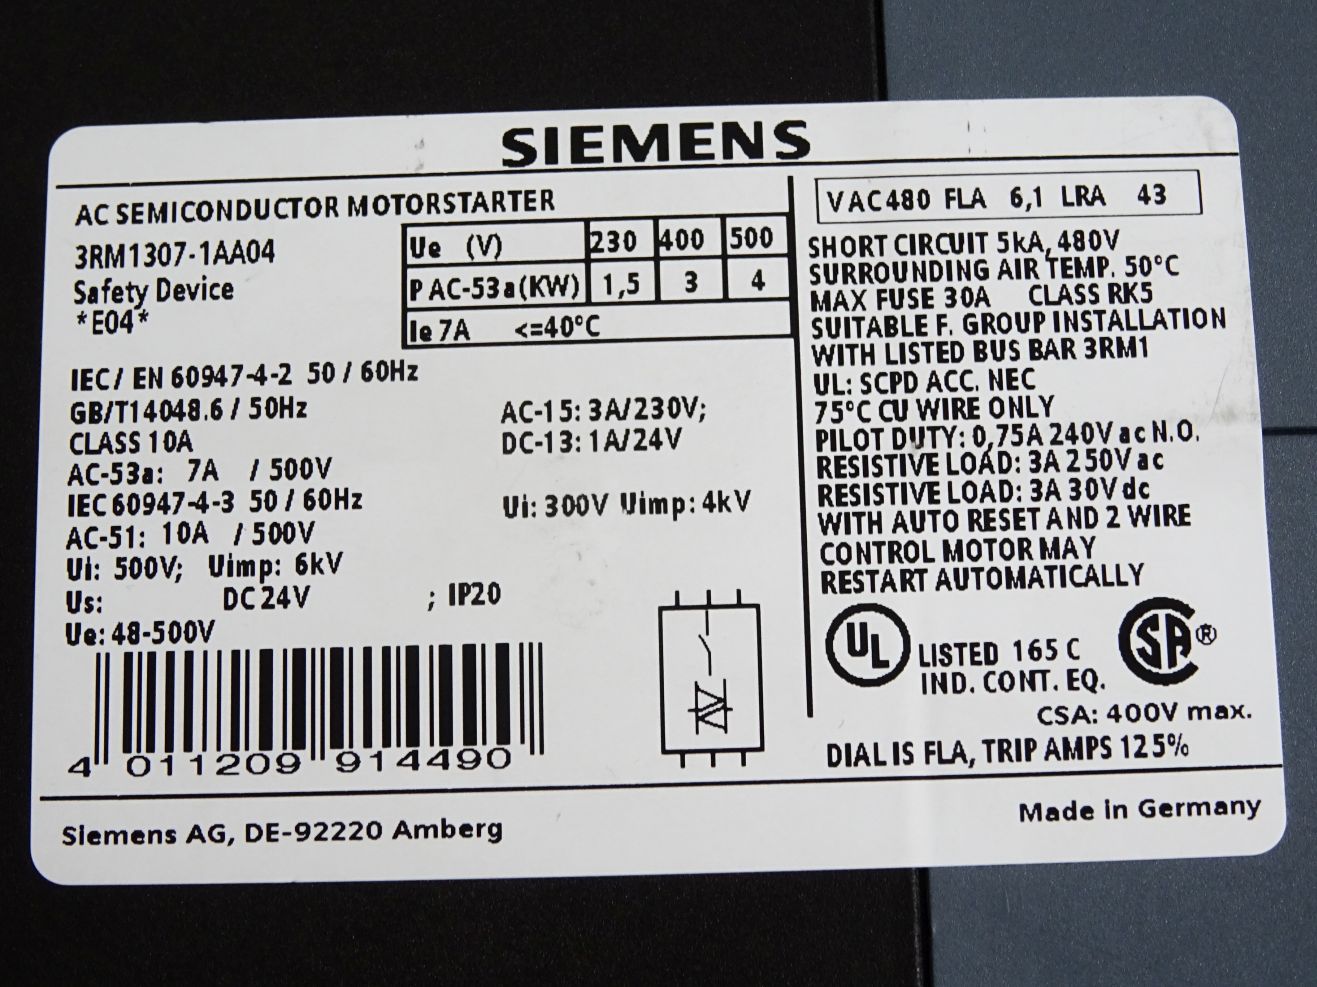 SIEMENS
AC SEMICONDUCTOR MOTORSTARTER
3RM1307-1AA04
Safety Device
*E04*
Ue (V) 230 400 500
P AC-53a(KW) 1,5 3 4
Ie 7A <=40°C
IEC/ EN 60947-4-2 50 / 60Hz
GB/T14048.6 / 50Hz
CLASS 10A
AC-53a: 7A / 500V
IEC 60947-4-3 50 / 60Hz
AC-51: 10A / 500V
Ui: 500V; Uimp: 6kV
Us: DC 24V ; IP20
Ue: 48-500V
AC-15: 3A/230V;
DC-13: 1A/24V
Ui: 300V Uimp: 4kV
4 011209 914490
VAC480 FLA 6,1 LRA 43
SHORT CIRCUIT 5kA, 480V
SURROUNDING AIR TEMP. 50°C
MAX FUSE 30A CLASS RK5
SUITABLE F. GROUP INSTALLATION
WITH LISTED BUS BAR 3RM1
UL: SCPD ACC. NEC
75°C CU WIRE ONLY
PILOT DUTY: 0,75A 240V ac N.O.
RESISTIVE LOAD: 3A 250V ac
RESISTIVE LOAD: 3A 30V dc
WITH AUTO RESET AND 2 WIRE
CONTROL MOTOR MAY
RESTART AUTOMATICALLY
UL LISTED 165 C
IND. CONT. EQ.
SA ®
CSA: 400V max.
DIAL IS FLA, TRIP AMPS 125%
Siemens AG, DE-92220 Amberg
Made in Germany